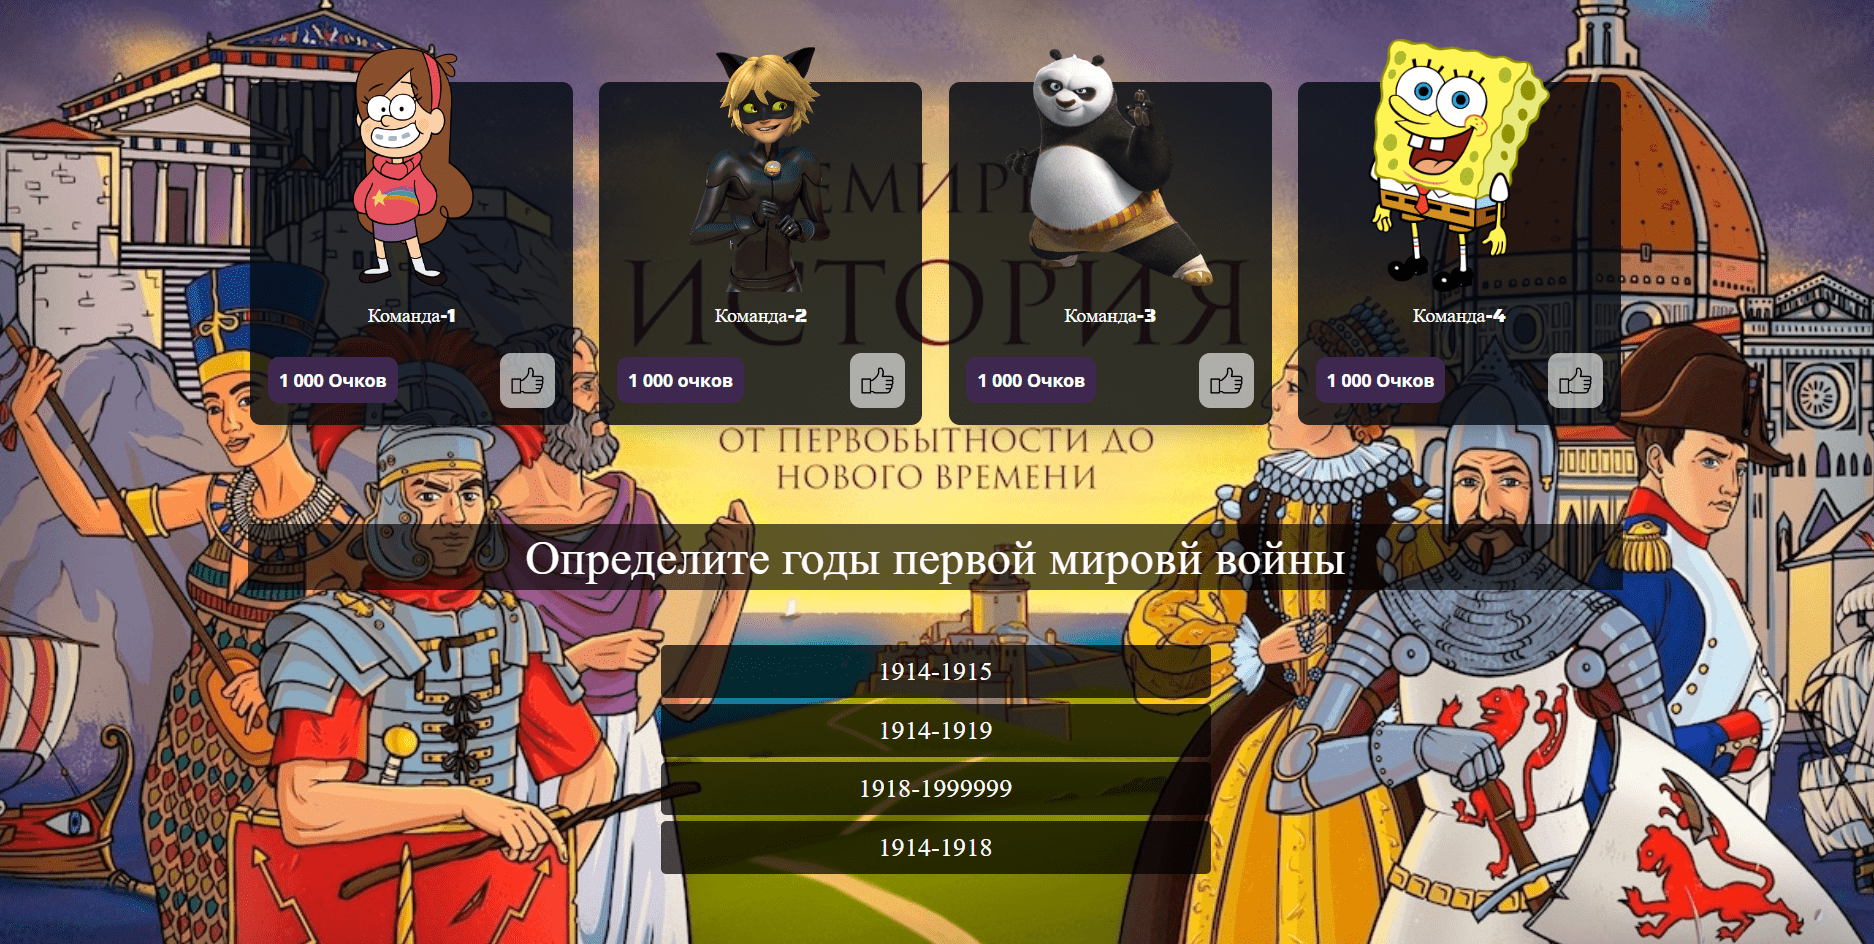 ВСЕМИР
ИСТОРИЯ
Команда-1
Команда-2
Команда-3
Команда-4
1 000 Очков
1 000 очков
1 000 Очков
1 000 Очков
ОТ ПЕРВОБЫТНОСТИ ДО
НОВОГО ВРЕМЕНИ
Определите годы первой мировй войны
1914-1915
1914-1919
1918-1999999
1914-1918